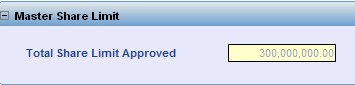 Master Share Limit
Total Share Limit Approved 300,000,000.00